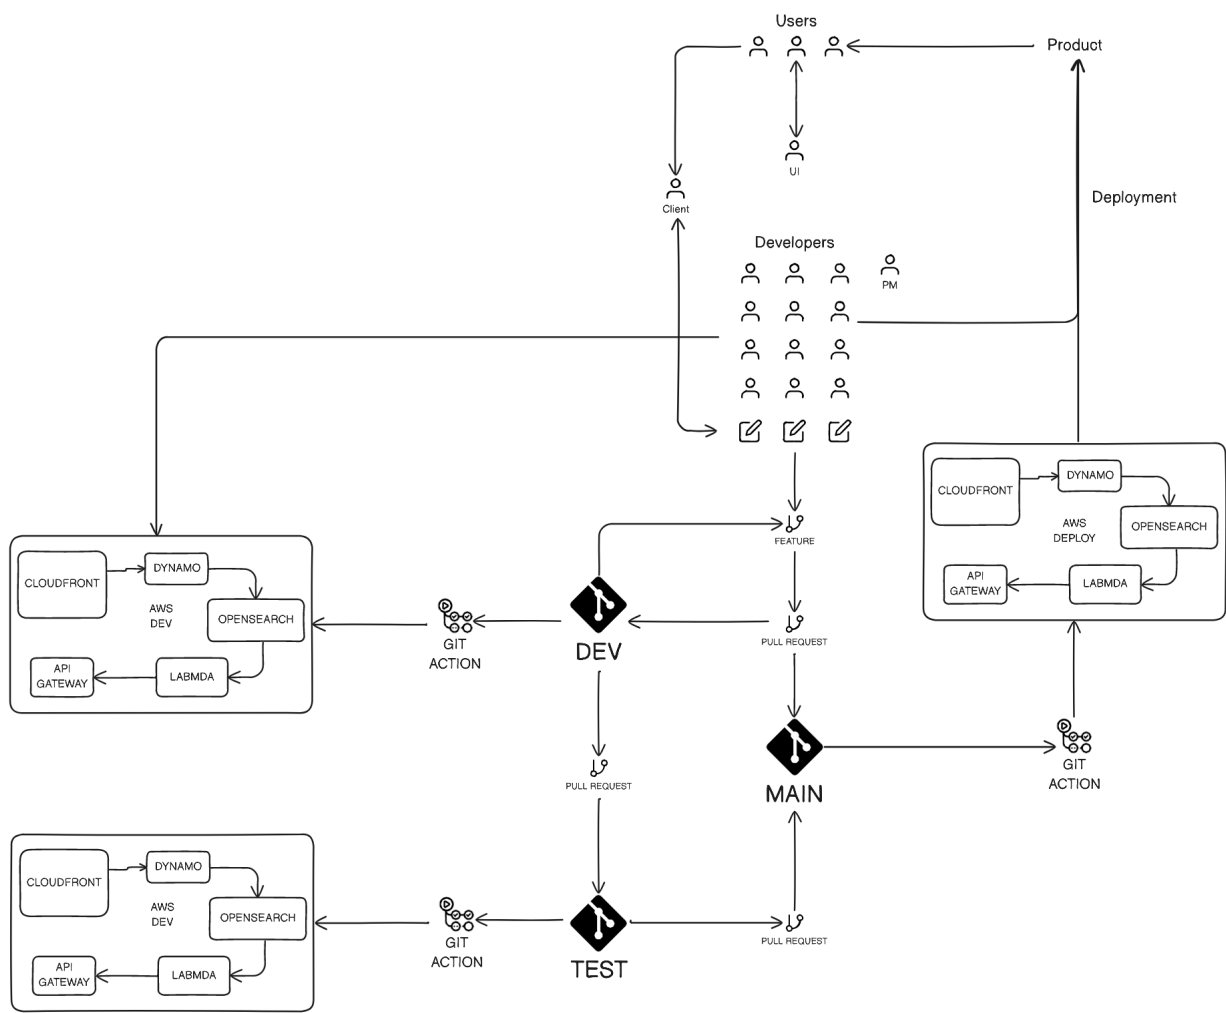 Users
Product
UI
Client
Deployment
Developers
PM
CLOUDFRONT
DYNAMO
AWS
DEPLOY
OPENSEARCH
API
GATEWAY
LABMDA
FEATURE
CLOUDFRONT
DYNAMO
AWS
DEV
OPENSEARCH
API
GATEWAY
LABMDA
GIT
ACTION
DEV
PULL REQUEST
MAIN
GIT
ACTION
PULL REQUEST
CLOUDFRONT
DYNAMO
AWS
DEV
OPENSEARCH
API
GATEWAY
LABMDA
GIT
ACTION
TEST
PULL REQUEST